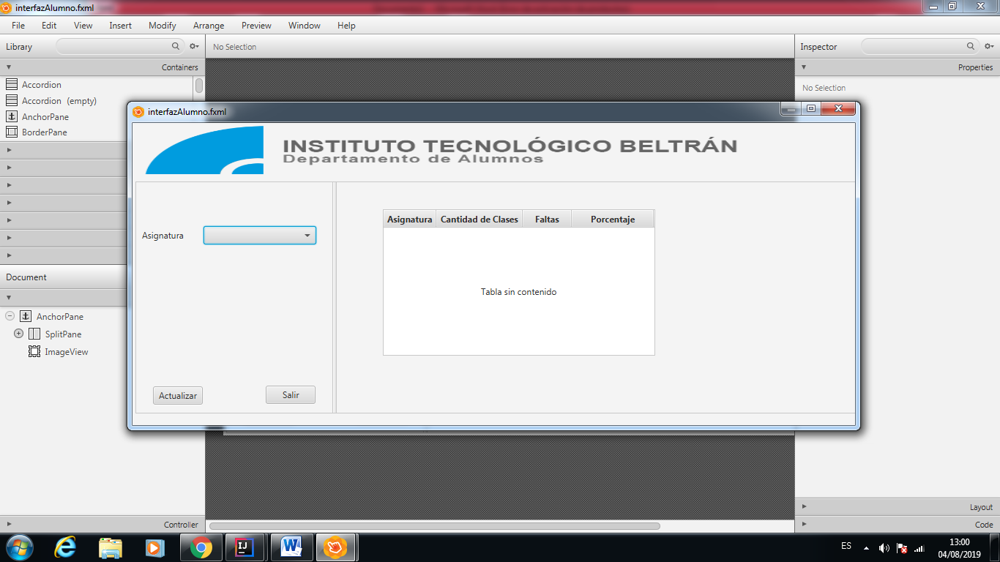 interfazAlumno.fxml
File Edit View Insert Modify Arrange Preview Window Help
Library
No Selection
Inspector
Containers
Properties
Accordion
Accordion (empty)
AnchorPane
BorderPane
No Selection
interfazAlumno.fxml
INSTITUTO TECNOLÓGICO BELTRÁN
Departamento de Alumnos
Asignatura
Asignatura Cantidad de Clases Faltas Porcentaje
Tabla sin contenido
Actualizar
Salir
Document
AnchorPane
SplitPane
ImageView
Layout
Controller
Code
ES
13:00
04/08/2019